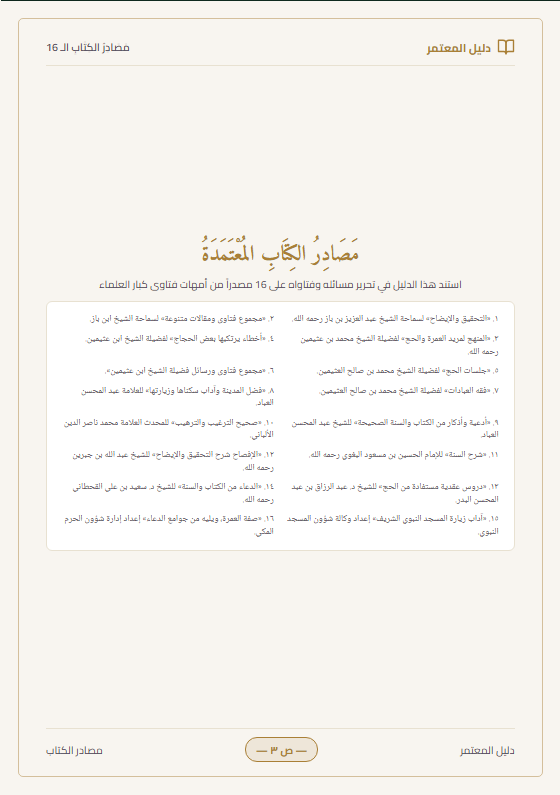 دليل المعتمر
مصادر الكتاب الـ 16
مَصَادِرُ الكِتَابِ المُعْتَمَدَةُ
استند هذا الدليل في تحرير مسائله وفتاواه على 16 مصدراً من أمهات فتاوى كبار العلماء
١. «التحقيق والإيضاح» لسماحة الشيخ عبد العزيز بن باز رحمه الله.
٢. «مجموع فتاوى ومقالات متنوعة» لسماحة الشيخ ابن باز.
٣. «المنهج لمريد العمرة والحج» لفضيلة الشيخ محمد بن عثيمين
رحمه الله.
٤. «أخطاء يرتكبها بعض الحجاج» لفضيلة الشيخ ابن عثيمين.
٥. «جلسات الحج» لفضيلة الشيخ محمد بن صالح العثيمين.
٦. «مجموع فتاوى ورسائل فضيلة الشيخ ابن عثيمين».
٧. «فقه العبادات» لفضيلة الشيخ محمد بن صالح العثيمين.
٨. «فضل المدينة وآداب سكناها وزيارتها» للعلامة عبد المحسن
العباد.
٩. «أدعية وأذكار من الكتاب والسنة الصحيحة» للشيخ عبد المحسن
العباد.
١٠. «صحيح الترغيب والترهيب» للمحدث العلامة محمد ناصر الدين
الألباني.
١١. «شرح السنة» للإمام الحسين بن مسعود البغوي رحمه الله.
١٢. «الإفصاح شرح التحقيق والإيضاح» للشيخ عبد الله بن جبرين
رحمه الله.
١٣. «دروس عقدية مستفادة من الحج» للشيخ د. عبد الرزاق بن عبد
المحسن البدر.
١٤. «الدعاء من الكتاب والسنة» للشيخ د. سعيد بن علي القحطاني
رحمه الله.
١٥. «آداب زيارة المسجد النبوي الشريف» إعداد وكالة شؤون المسجد
النبوي.
١٦. «صفة العمرة، ويليه من جوامع الدعاء» إعداد إدارة شؤون الحرم
المكي.
دليل المعتمر
— ص ٣ —
مصادر الكتاب